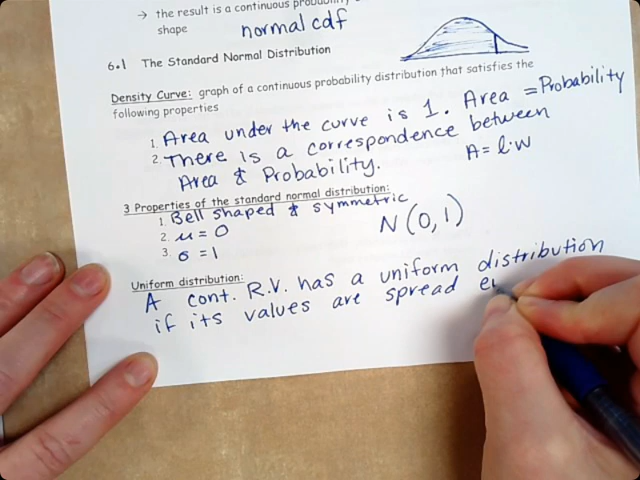 → the result is a continuous probability
shape normal cdf
6.1 The Standard Normal Distribution
Density Curve: graph of a continuous probability distribution that satisfies the
following properties
1. Area under the curve is 1. Area = Probability
2. There is a correspondence between
Area & Probability. A = l·w
3 Properties of the standard normal distribution:
1. Bell shaped & symmetric
2. μ = 0 N(0,1)
3. σ = 1
Uniform distribution:
A cont. R.V. has a uniform distribution
if its values are spread ev